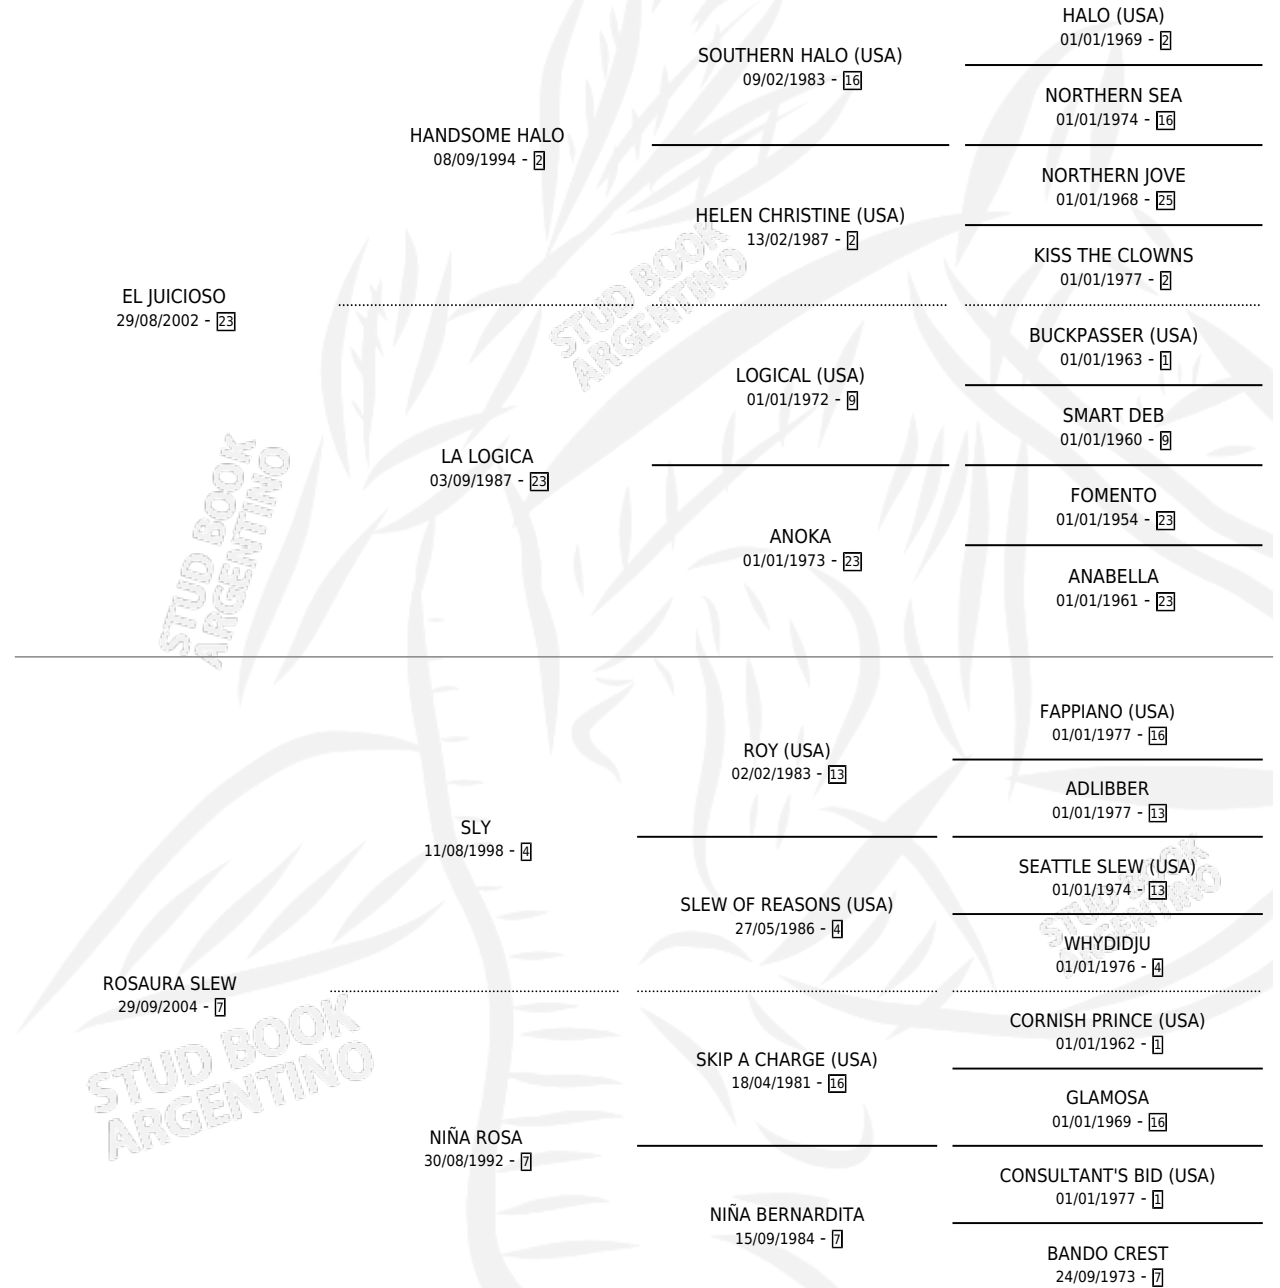 HALO (USA)
01/01/1969 - 2
SOUTHERN HALO (USA)
09/02/1983 - 16
NORTHERN SEA
01/01/1974 - 16
HANDSOME HALO
08/09/1994 - 2
NORTHERN JOVE
01/01/1968 - 25
HELEN CHRISTINE (USA)
13/02/1987 - 2
KISS THE CLOWNS
01/01/1977 - 2
STUD BOOK
ARGENTINO
EL JUICIOSO
29/08/2002 - 23
BUCKPASSER (USA)
01/01/1963 - 1
LOGICAL (USA)
01/01/1972 - 9
SMART DEB
01/01/1960 - 9
LA LOGICA
03/09/1987 - 23
FOMENTO
01/01/1954 - 23
ANOKA
01/01/1973 - 23
ANABELLA
01/01/1961 - 23
STUD BOOK
ARGENTINO
FAPPIANO (USA)
01/01/1977 - 16
ROY (USA)
02/02/1983 - 13
ADLIBBER
01/01/1977 - 13
SLY
11/08/1998 - 4
SEATTLE SLEW (USA)
01/01/1974 - 13
SLEW OF REASONS (USA)
27/05/1986 - 4
WHYDIDJU
01/01/1976 - 4
STUD BOOK
ARGENTINO
ROSAURA SLEW
29/09/2004 - 7
CORNISH PRINCE (USA)
01/01/1962 - 1
SKIP A CHARGE (USA)
18/04/1981 - 16
GLAMOSA
01/01/1969 - 16
STUD BOOK
ARGENTINO
NIÑA ROSA
30/08/1992 - 7
CONSULTANT'S BID (USA)
01/01/1977 - 1
NIÑA BERNARDITA
15/09/1984 - 7
BANDO CREST
24/09/1973 - 7